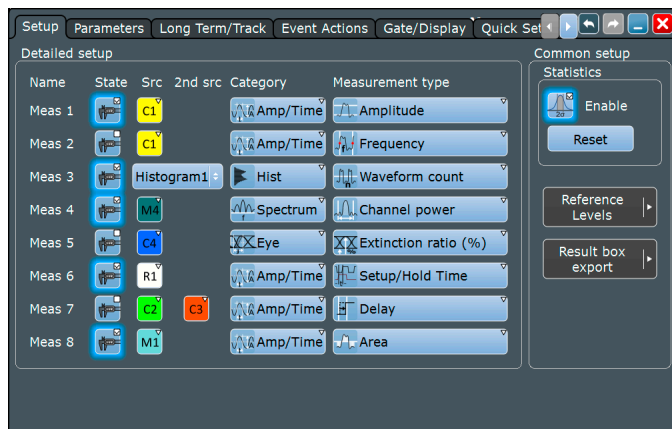 Setup Parameters Long Term/Track Event Actions Gate/Display Quick Set
Detailed setup Common setup
Statistics
Name State Src 2nd src Category Measurement type
Meas 1 C1 Amp/Time Amplitude
2σ Enable
Meas 2 C1 Amp/Time Frequency
Reset
Meas 3 Histogram1 Hist Waveform count
Meas 4 M4 Spectrum Channel power
Reference
Levels
Meas 5 C4 Eye Extinction ratio (%)
Result box
export
Meas 6 R1 Amp/Time Setup/Hold Time
Meas 7 C2 C3 Amp/Time Delay
Meas 8 M1 Amp/Time Area